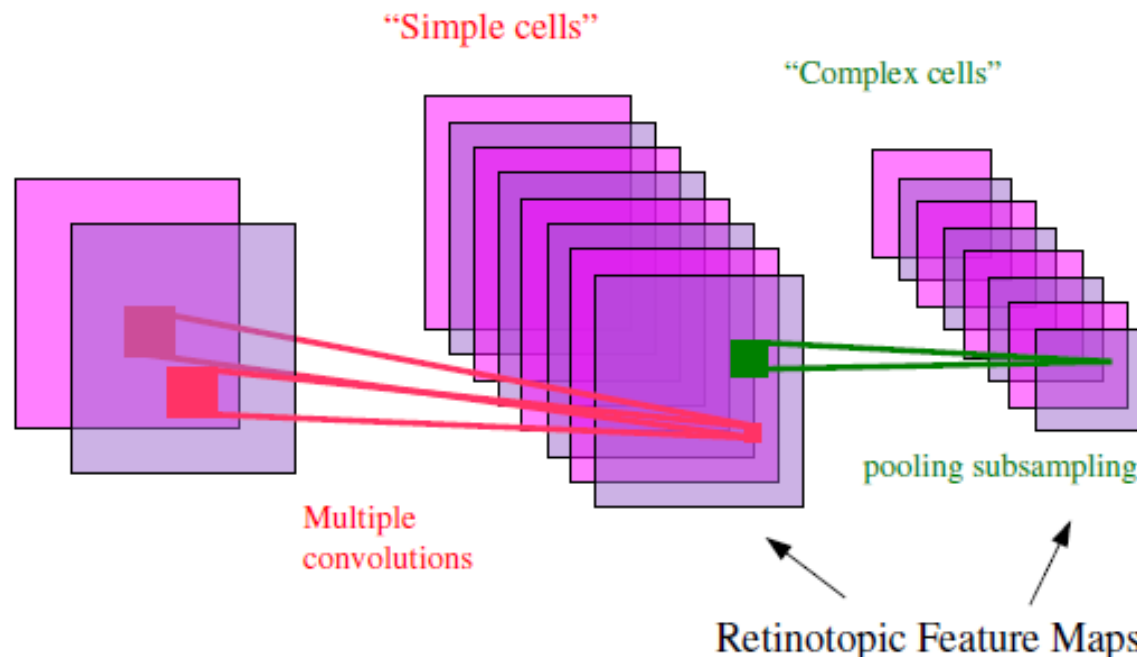 “Simple cells”
“Complex cells”
pooling subsampling
Multiple
convolutions
Retinotopic Feature Maps